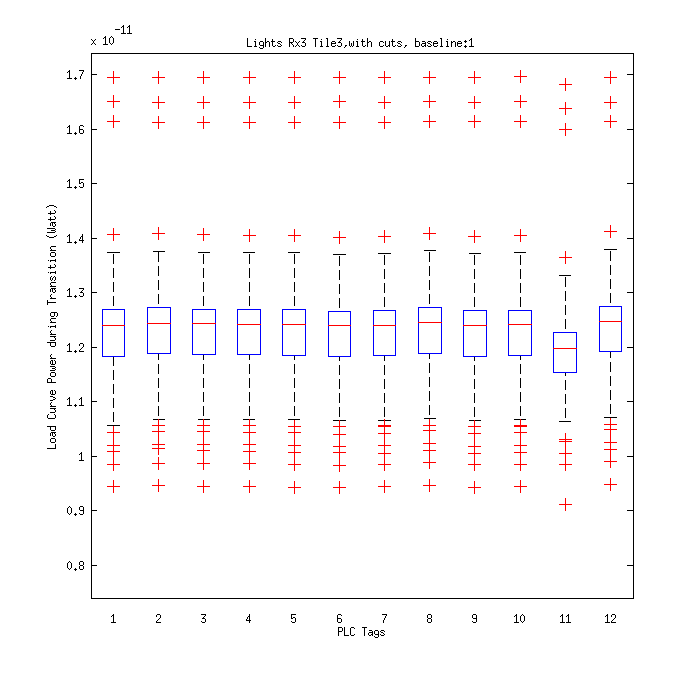 x 10^-11
Lights Rx3 Tile3,with cuts, baseline:1
Load Curve Power during Transition (Watt)
1.7
1.6
1.5
1.4
1.3
1.2
1.1
1
0.9
0.8
1 2 3 4 5 6 7 8 9 10 11 12
PLC Tags